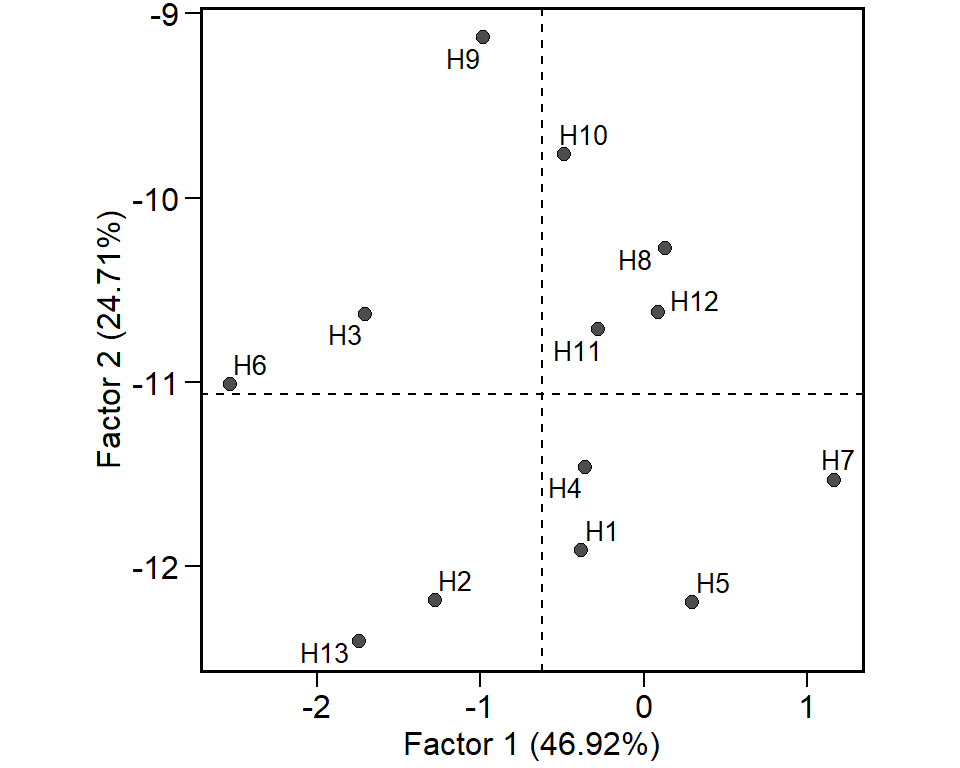 -9
H9
H10
-10
H8
H12
H3
H11
H6
-11
H7
H4
H1
-12
H2
H5
H13
Factor 2 (24.71%)
-2
-1
0
1
Factor 1 (46.92%)